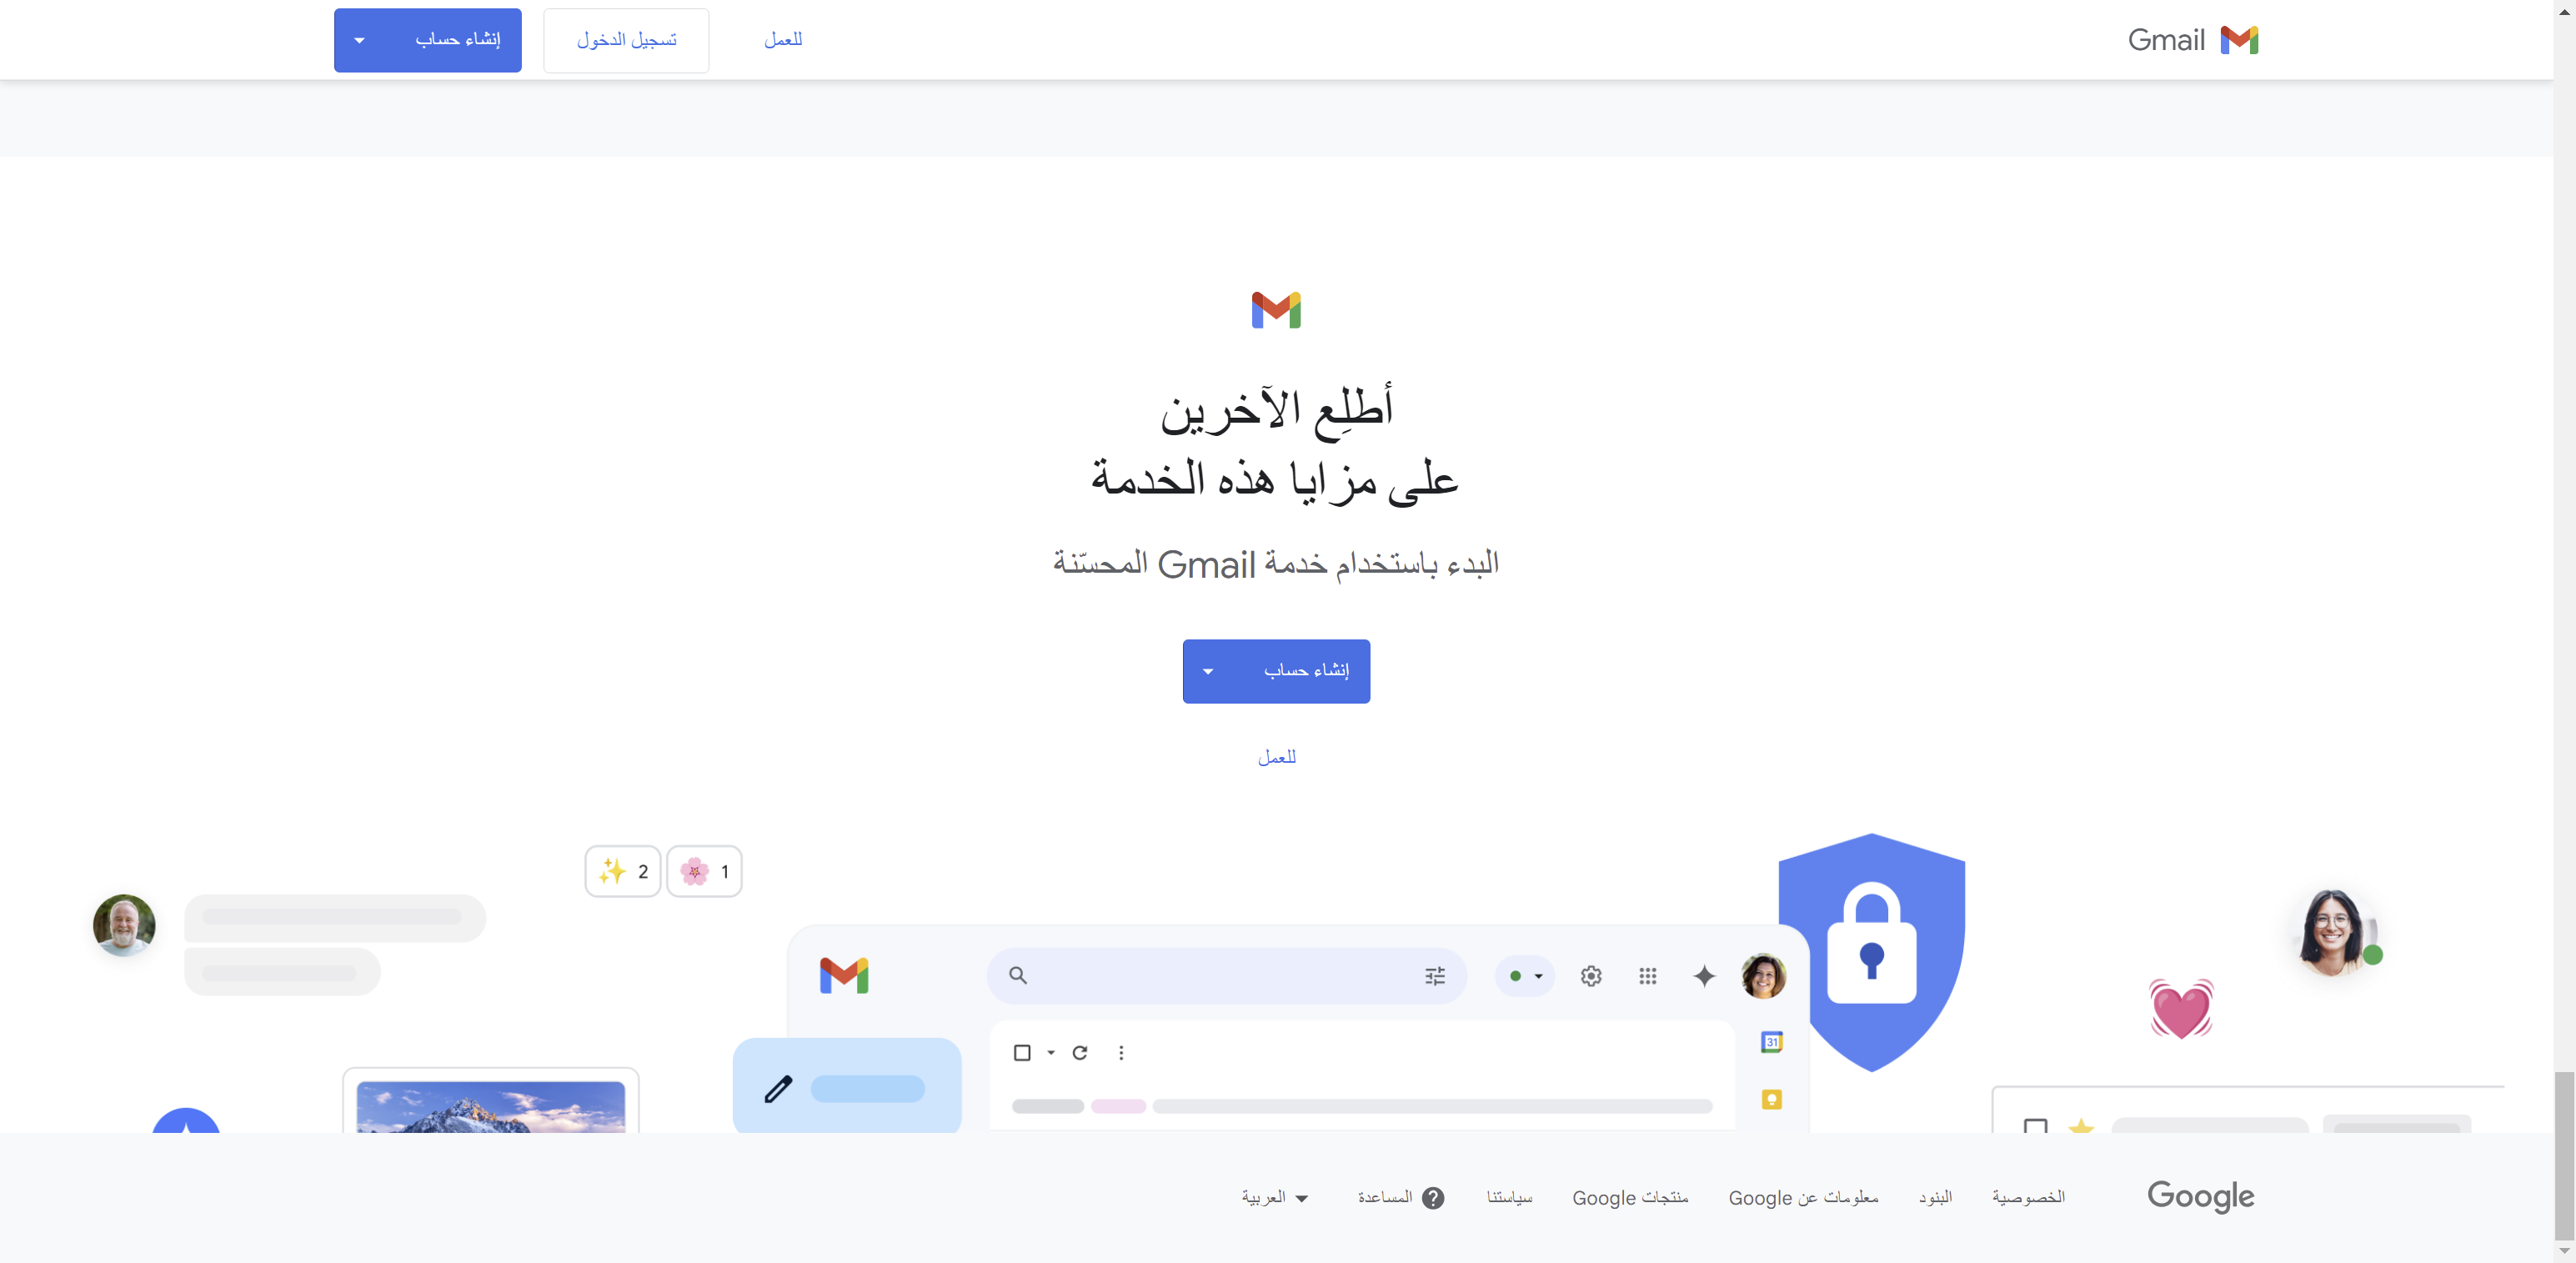 Gmail
للعمل
تسجيل الدخول
إنشاء حساب
أطلِع الآخرين
على مزايا هذه الخدمة
البدء باستخدام خدمة Gmail المحسّنة
إنشاء حساب
للعمل
2
1
31
Google
الخصوصية
البنود
معلومات عن Google
منتجات Google
سياستنا
المساعدة
العربية